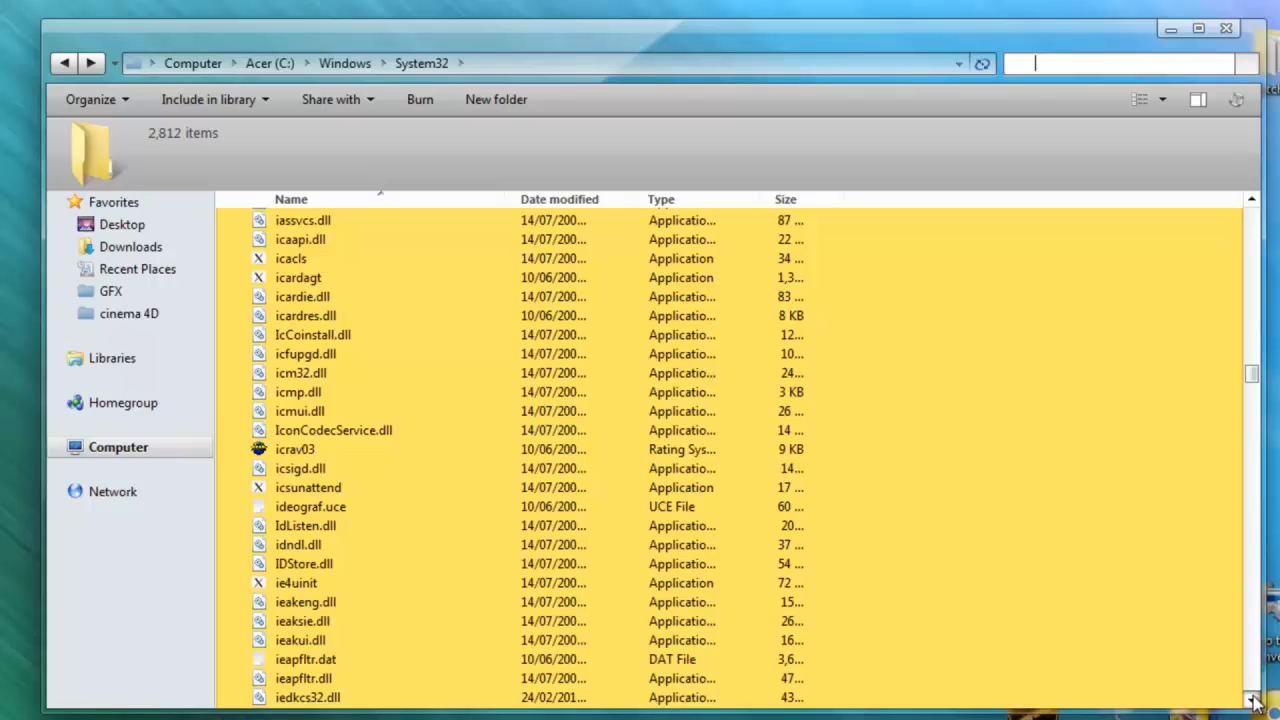 Computer Acer (C:) Windows System32
Organize Include in library Share with Burn New folder
2,812 items
Favorites
Desktop
Downloads
Recent Places
GFX
cinema 4D
Libraries
Homegroup
Computer
Network
Name Date modified Type Size
iassvcs.dll 14/07/200... Applicatio... 87 ...
icaapi.dll 14/07/200... Applicatio... 22 ...
icacls 14/07/200... Application 34 ...
icardagt 10/06/200... Application 1,3...
icardie.dll 14/07/200... Applicatio... 83 ...
icardres.dll 10/06/200... Applicatio... 8 KB
IcCoinstall.dll 14/07/200... Applicatio... 12...
icfupgd.dll 14/07/200... Applicatio... 10...
icm32.dll 14/07/200... Applicatio... 24...
icmp.dll 14/07/200... Applicatio... 3 KB
icmui.dll 14/07/200... Applicatio... 26 ...
IconCodecService.dll 14/07/200... Applicatio... 14 ...
icrav03 10/06/200... Rating Sys... 9 KB
icsigd.dll 14/07/200... Applicatio... 14...
icsunattend 14/07/200... Application 17 ...
ideograf.uce 10/06/200... UCE File 60 ...
IdListen.dll 14/07/200... Applicatio... 20...
idndl.dll 14/07/200... Applicatio... 37 ...
IDStore.dll 14/07/200... Applicatio... 54 ...
ie4uinit 14/07/200... Application 72 ...
ieakeng.dll 14/07/200... Applicatio... 15...
ieaksie.dll 14/07/200... Applicatio... 26...
ieakui.dll 14/07/200... Applicatio... 16...
ieapfltr.dat 10/06/200... DAT File 3,6...
ieapfltr.dll 14/07/200... Applicatio... 47...
iedkcs32.dll 24/02/201... Applicatio... 43...